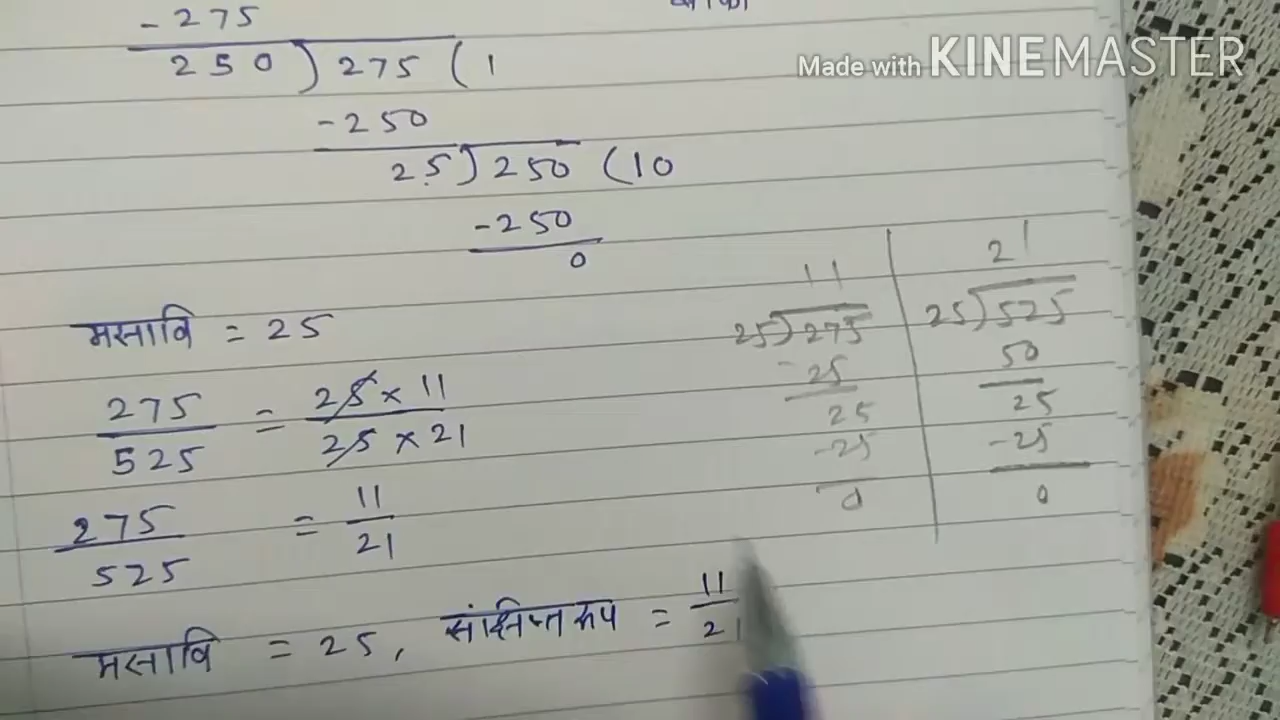 - 275
250 ) 275 ( 1
- 250
25 ) 250 ( 10
- 250
0
मसावि = 25
275 / 525 = 25 × 11 / 25 × 21
275 / 525 = 11 / 21
मसावि = 25, संक्षिप्त रूप = 11 / 21
11
25 ) 275
- 25
25
- 25
0
21
25 ) 525
50
25
- 25
0
Made with KINEMASTER